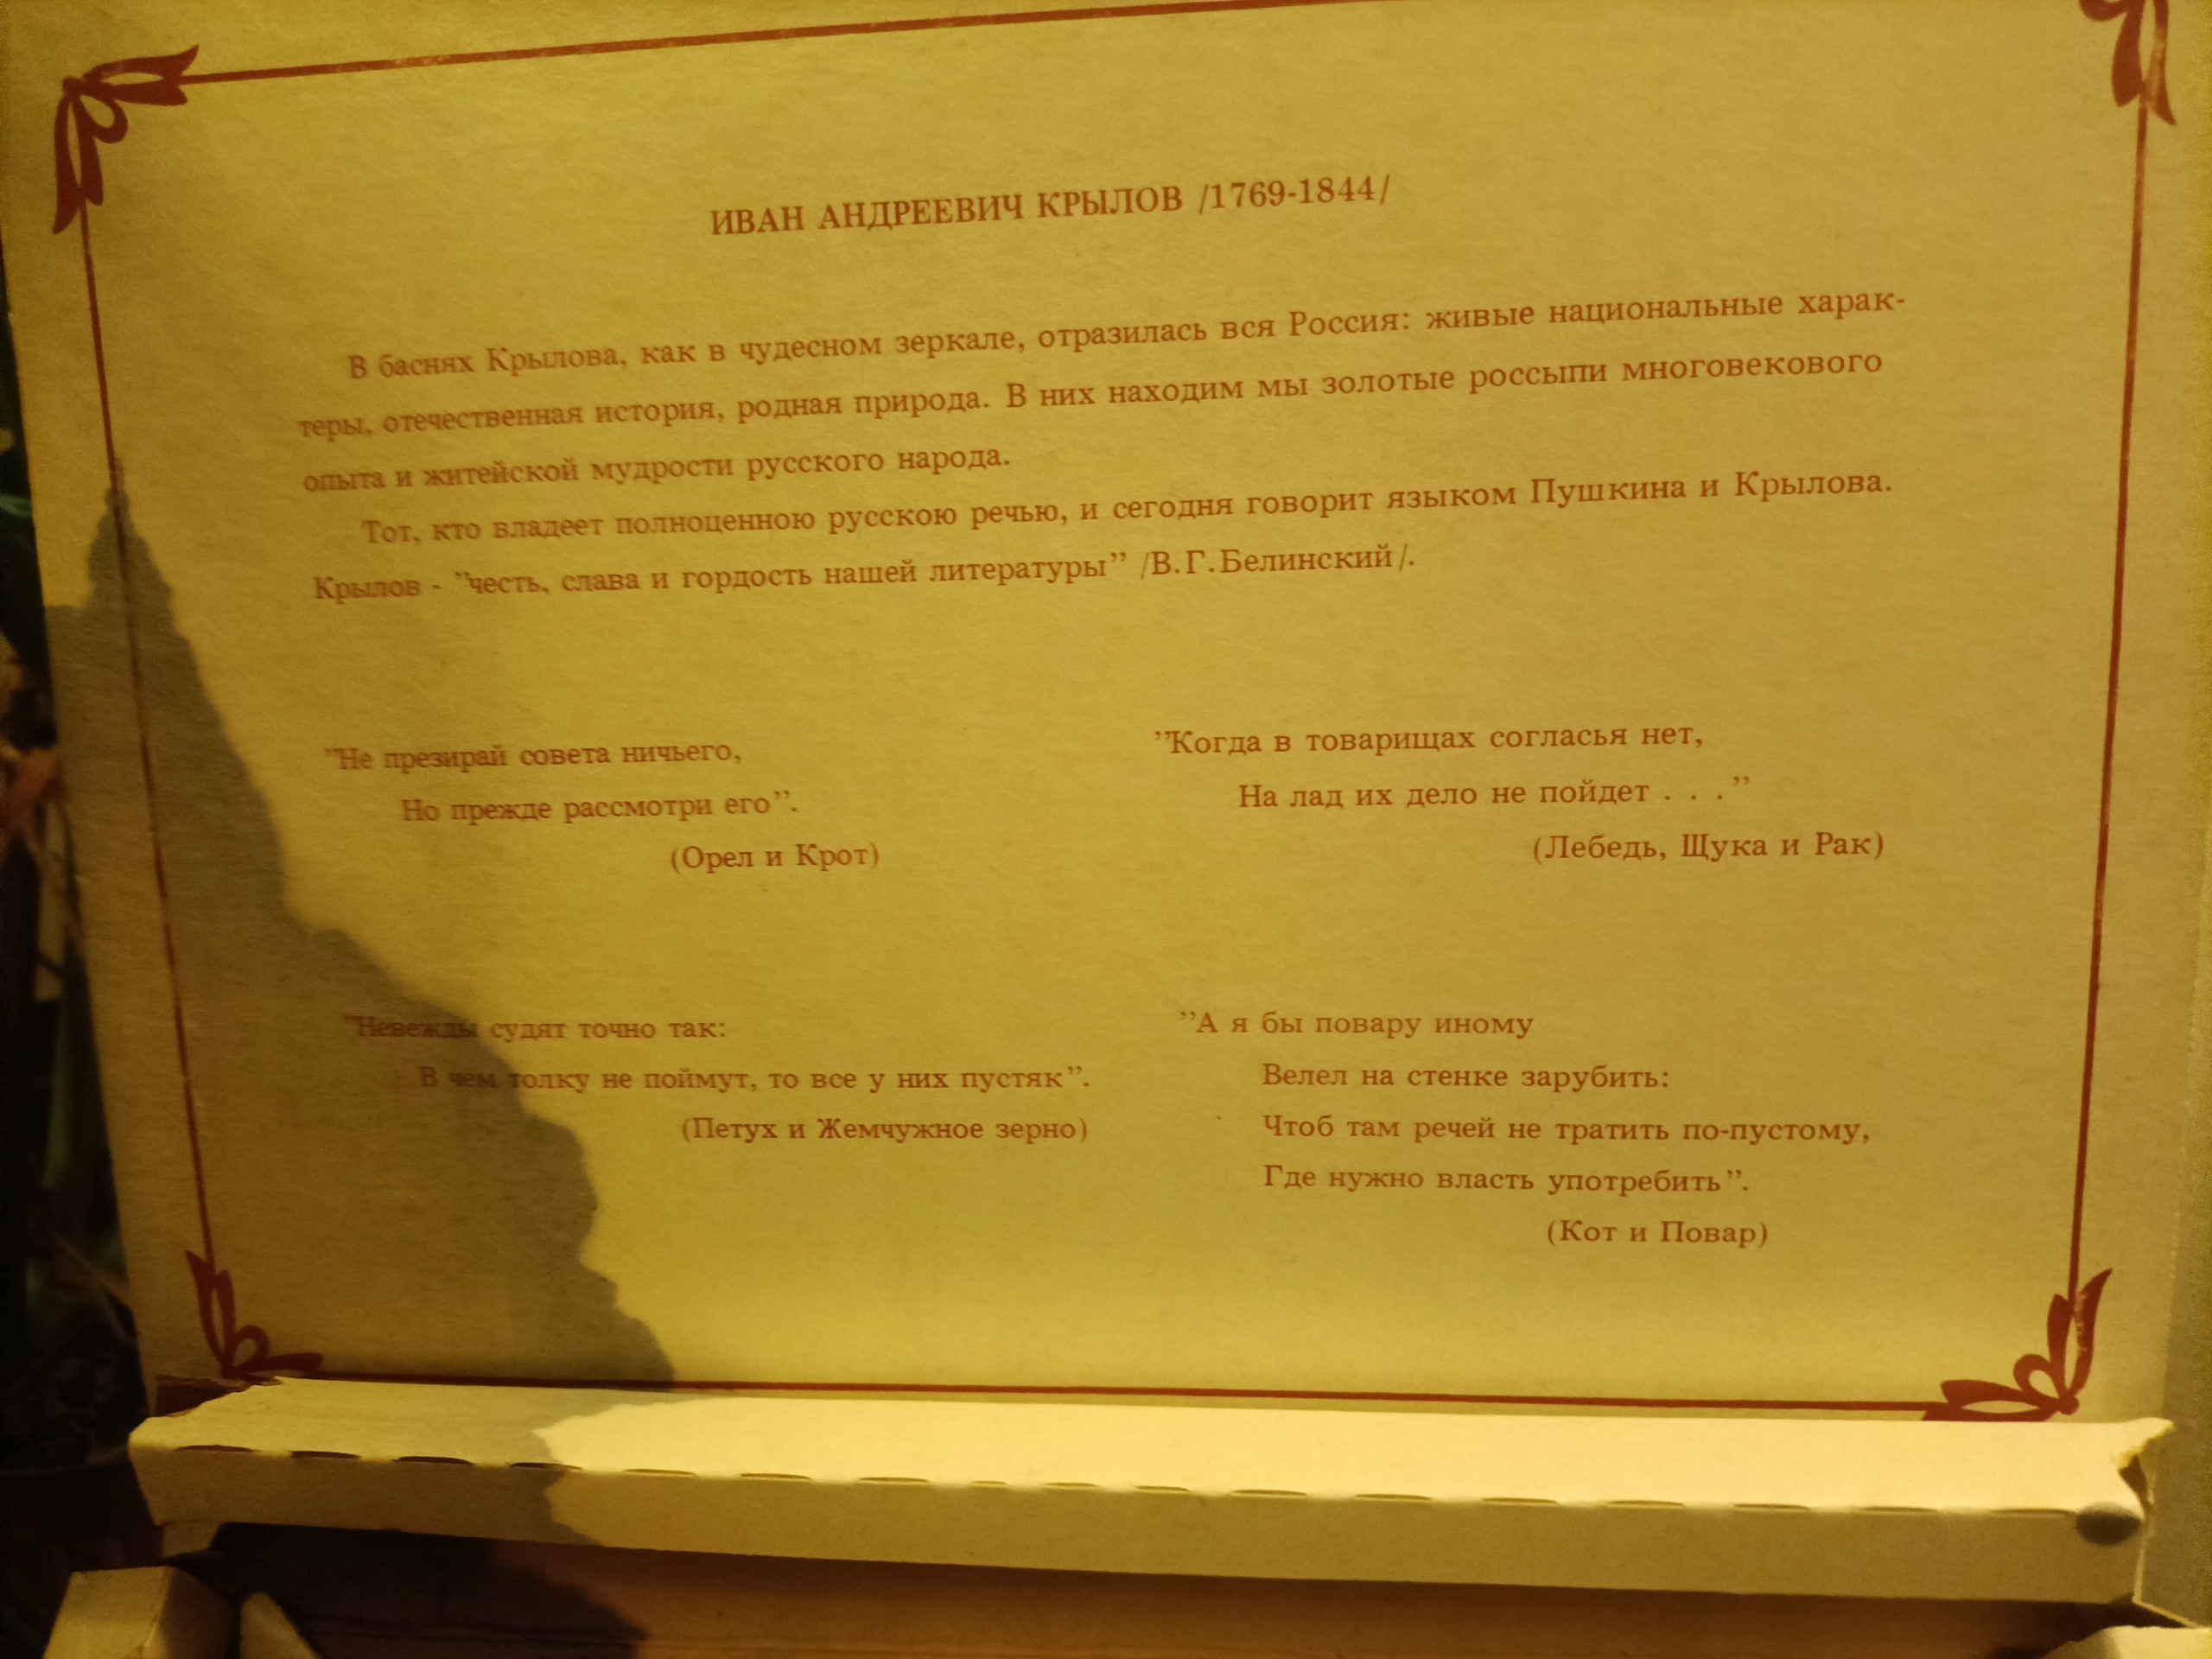 ИВАН АНДРЕЕВИЧ КРЫЛОВ /1769-1844/
В баснях Крылова, как в чудесном зеркале, отразилась вся Россия: живые национальные харак-
теры, отечественная история, родная природа. В них находим мы золотые россыпи многовекового
опыта и житейской мудрости русского народа.
Тот, кто владеет полноценною русскою речью, и сегодня говорит языком Пушкина и Крылова.
Крылов - ”честь, слава и гордость нашей литературы” /В.Г.Белинский/.
”Не презирай совета ничьего,
Но прежде рассмотри его”.
(Орел и Крот)
”Когда в товарищах согласья нет,
На лад их дело не пойдет . . .”
(Лебедь, Щука и Рак)
”Невежды судят точно так:
В чем толку не поймут, то все у них пустяк”.
(Петух и Жемчужное зерно)
”А я бы повару иному
Велел на стенке зарубить:
Чтоб там речей не тратить по-пустому,
Где нужно власть употребить”.
(Кот и Повар)